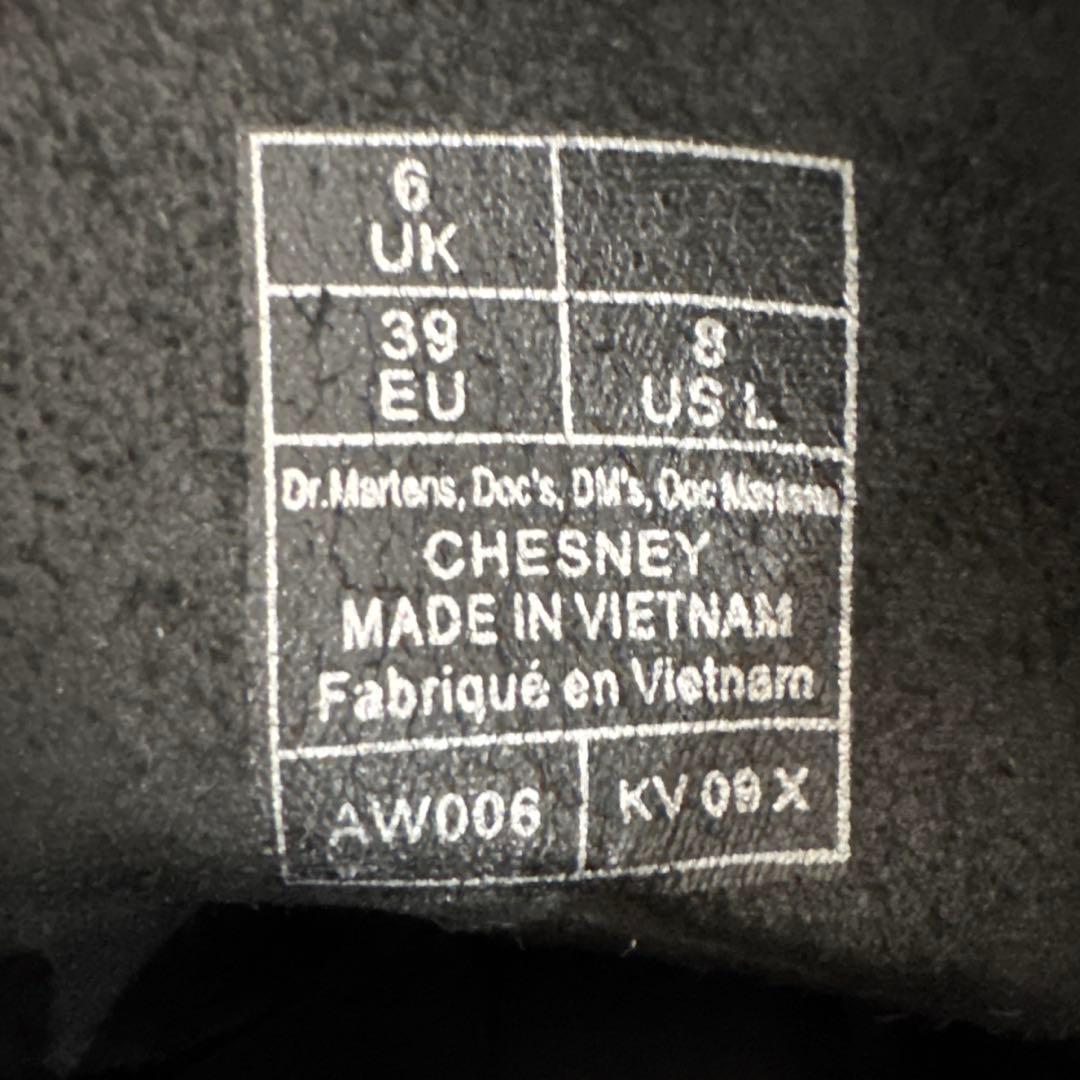 6
UK
39
EU
8
US L
Dr.Martens, Doc's, DM's, Doc Martens
CHESNEY
MADE IN VIETNAM
Fabriqué en Vietnam
AW006
KV 09 X